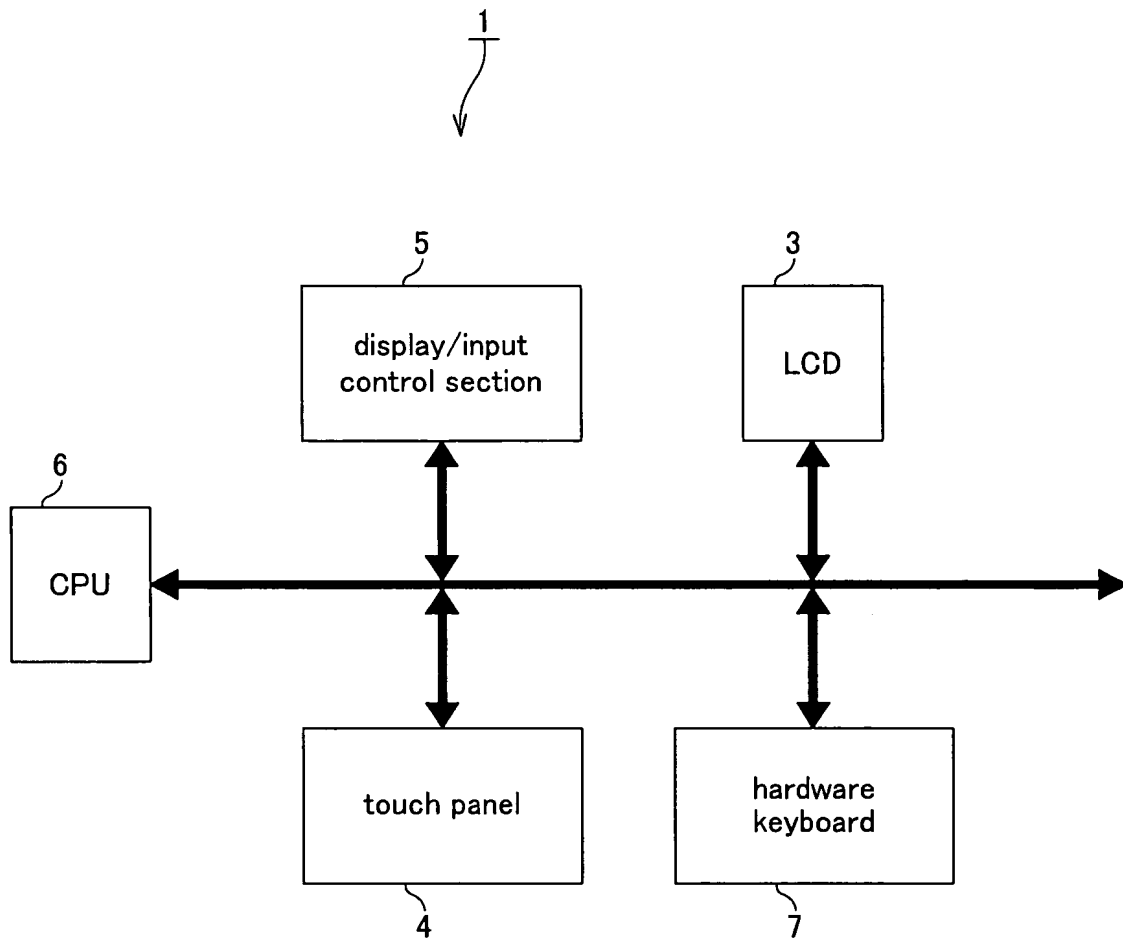 1
5
3
display/input
control section
LCD
6
CPU
touch panel
hardware
keyboard
4
7